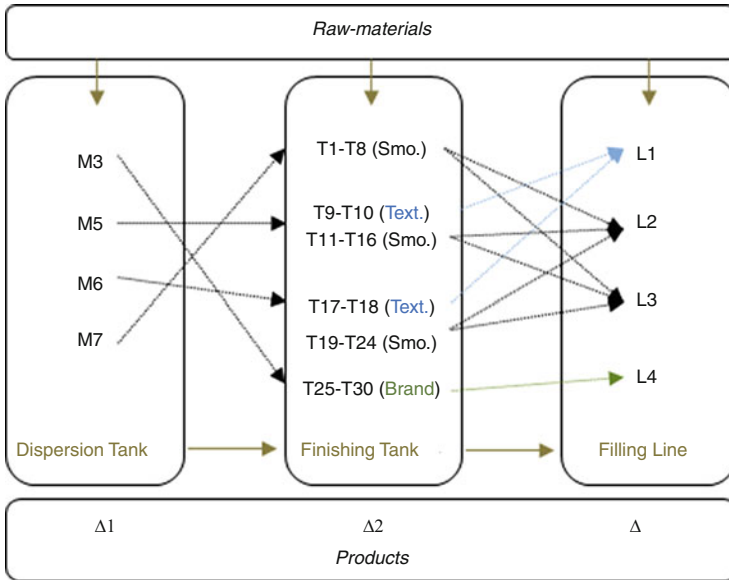 Raw-materials
M3
M5
M6
M7
Dispersion Tank
T1-T8 (Smo.)
T9-T10 (Text.)
T11-T16 (Smo.)
T17-T18 (Text.)
T19-T24 (Smo.)
T25-T30 (Brand)
Finishing Tank
L1
L2
L3
L4
Filling Line
Δ1 Δ2 Δ
Products